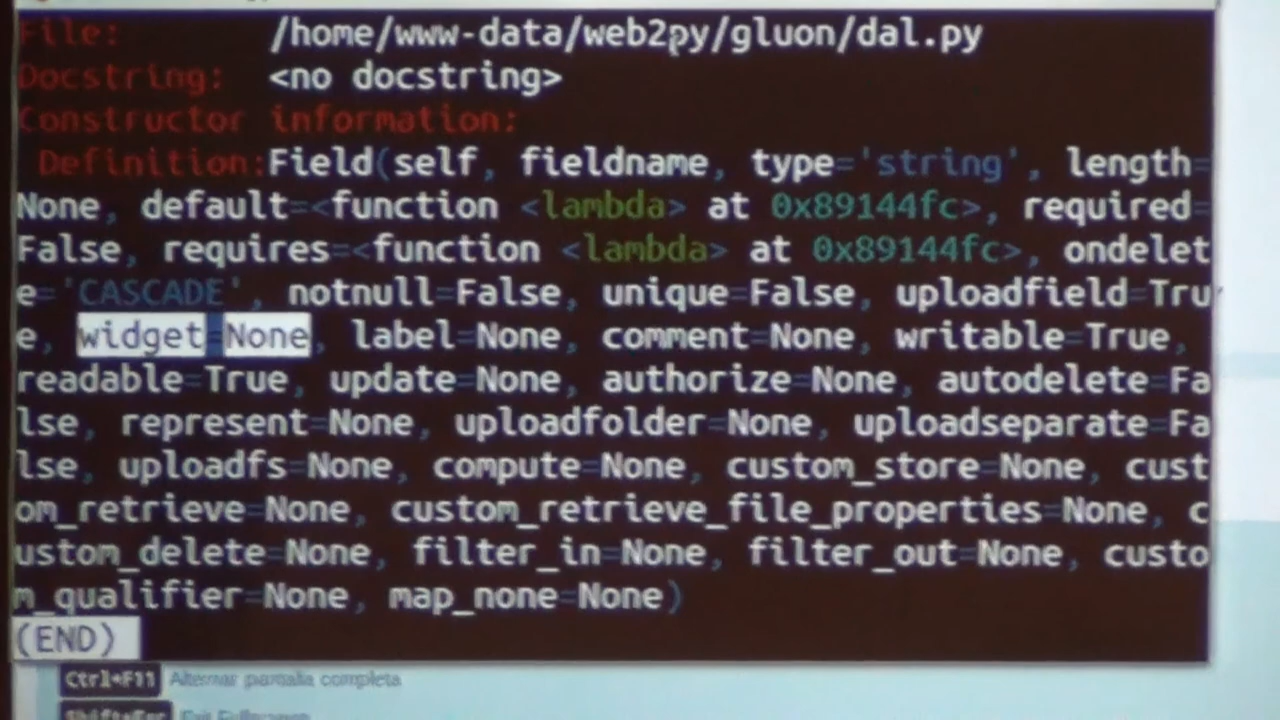 File: /home/www-data/web2py/gluon/dal.py
Docstring: <no docstring>
Constructor information:
Definition:Field(self, fieldname, type='string', length=
None, default=<function <lambda> at 0x89144fc>, required=
False, requires=<function <lambda> at 0x89144fc>, ondelet
e='CASCADE', notnull=False, unique=False, uploadfield=Tru
e, widget=None, label=None, comment=None, writable=True,
readable=True, update=None, authorize=None, autodelete=Fa
lse, represent=None, uploadfolder=None, uploadseparate=Fa
lse, uploadfs=None, compute=None, custom_store=None, cust
om_retrieve=None, custom_retrieve_file_properties=None, c
ustom_delete=None, filter_in=None, filter_out=None, custo
m_qualifier=None, map_none=None)
(END)
Ctrl+F11 Alternar pantalla completa